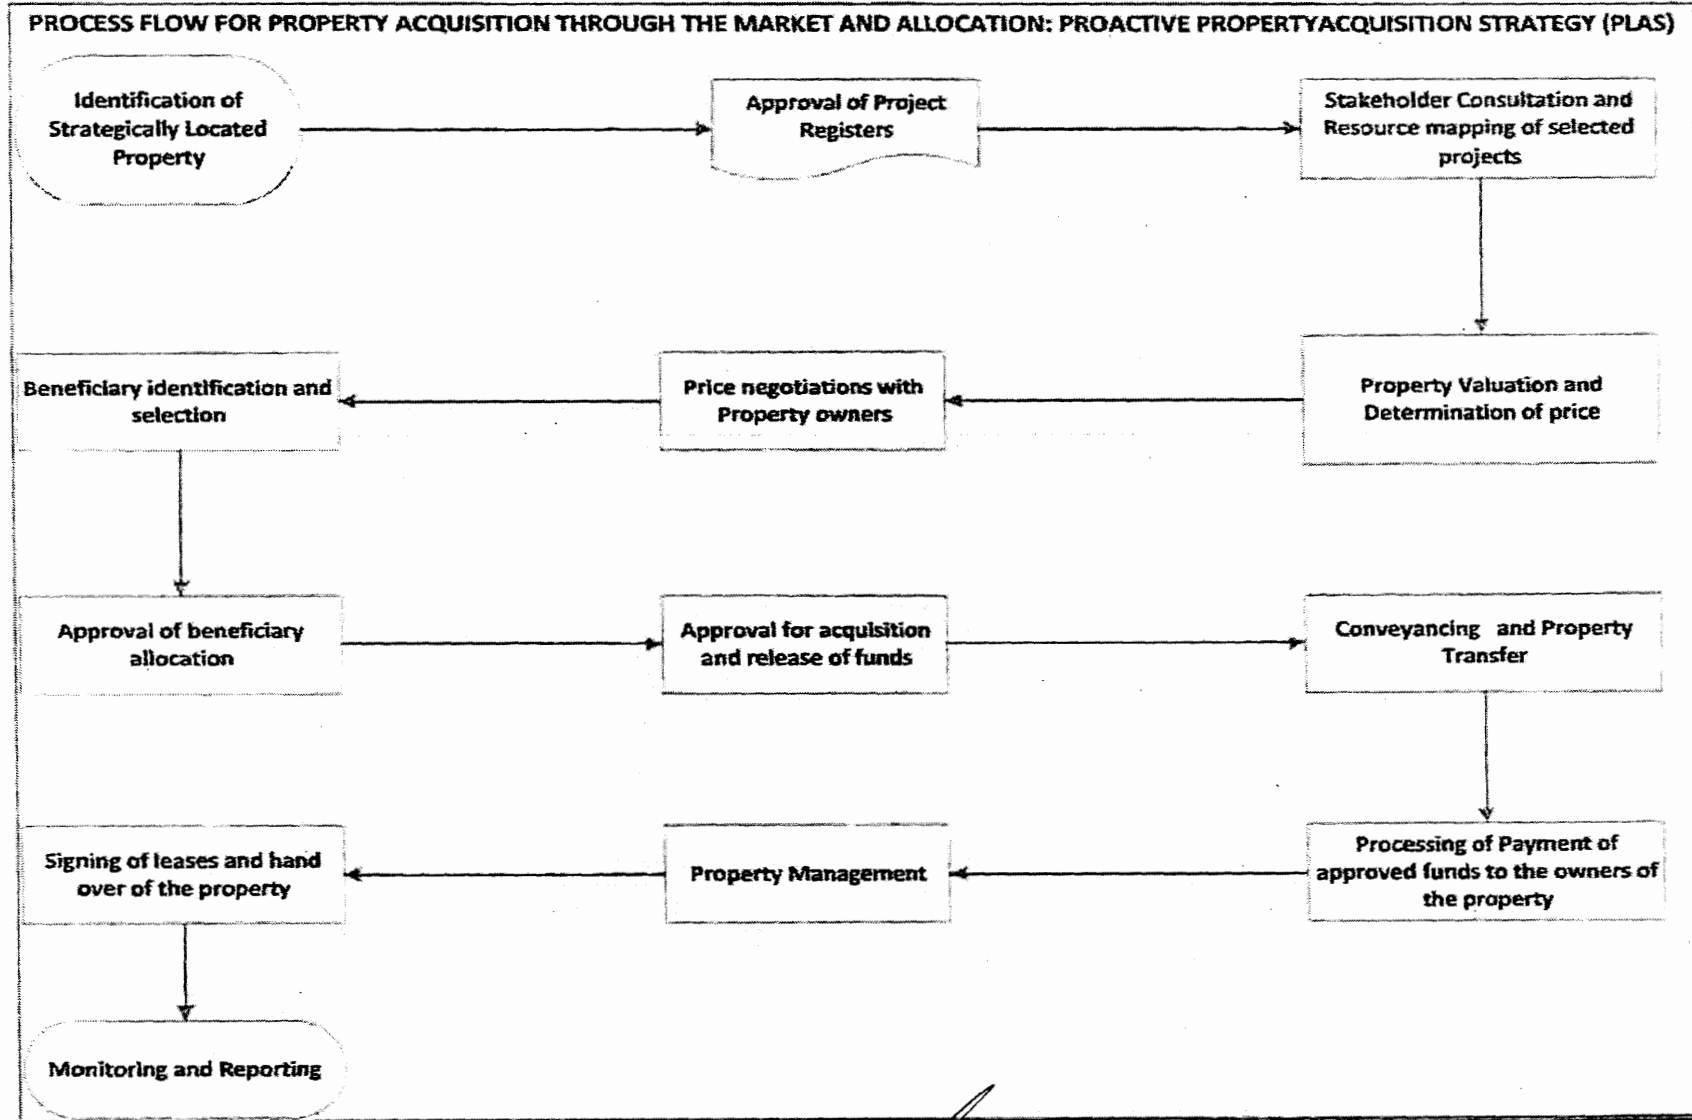 PROCESS FLOW FOR PROPERTY ACQUISITION THROUGH THE MARKET AND ALLOCATION: PROACTIVE PROPERTYACQUISITION STRATEGY (PLAS)
Identification of
Strategically Located
Property
Approval of Project
Registers
Stakeholder Consultation and
Resource mapping of selected
projects
Property Valuation and
Determination of price
Price negotiations with
Property owners
Beneficiary identification and
selection
Approval of beneficiary
allocation
Approval for acquisition
and release of funds
Conveyancing and Property
Transfer
Processing of Payment of
approved funds to the owners of
the property
Property Management
Signing of leases and hand
over of the property
Monitoring and Reporting